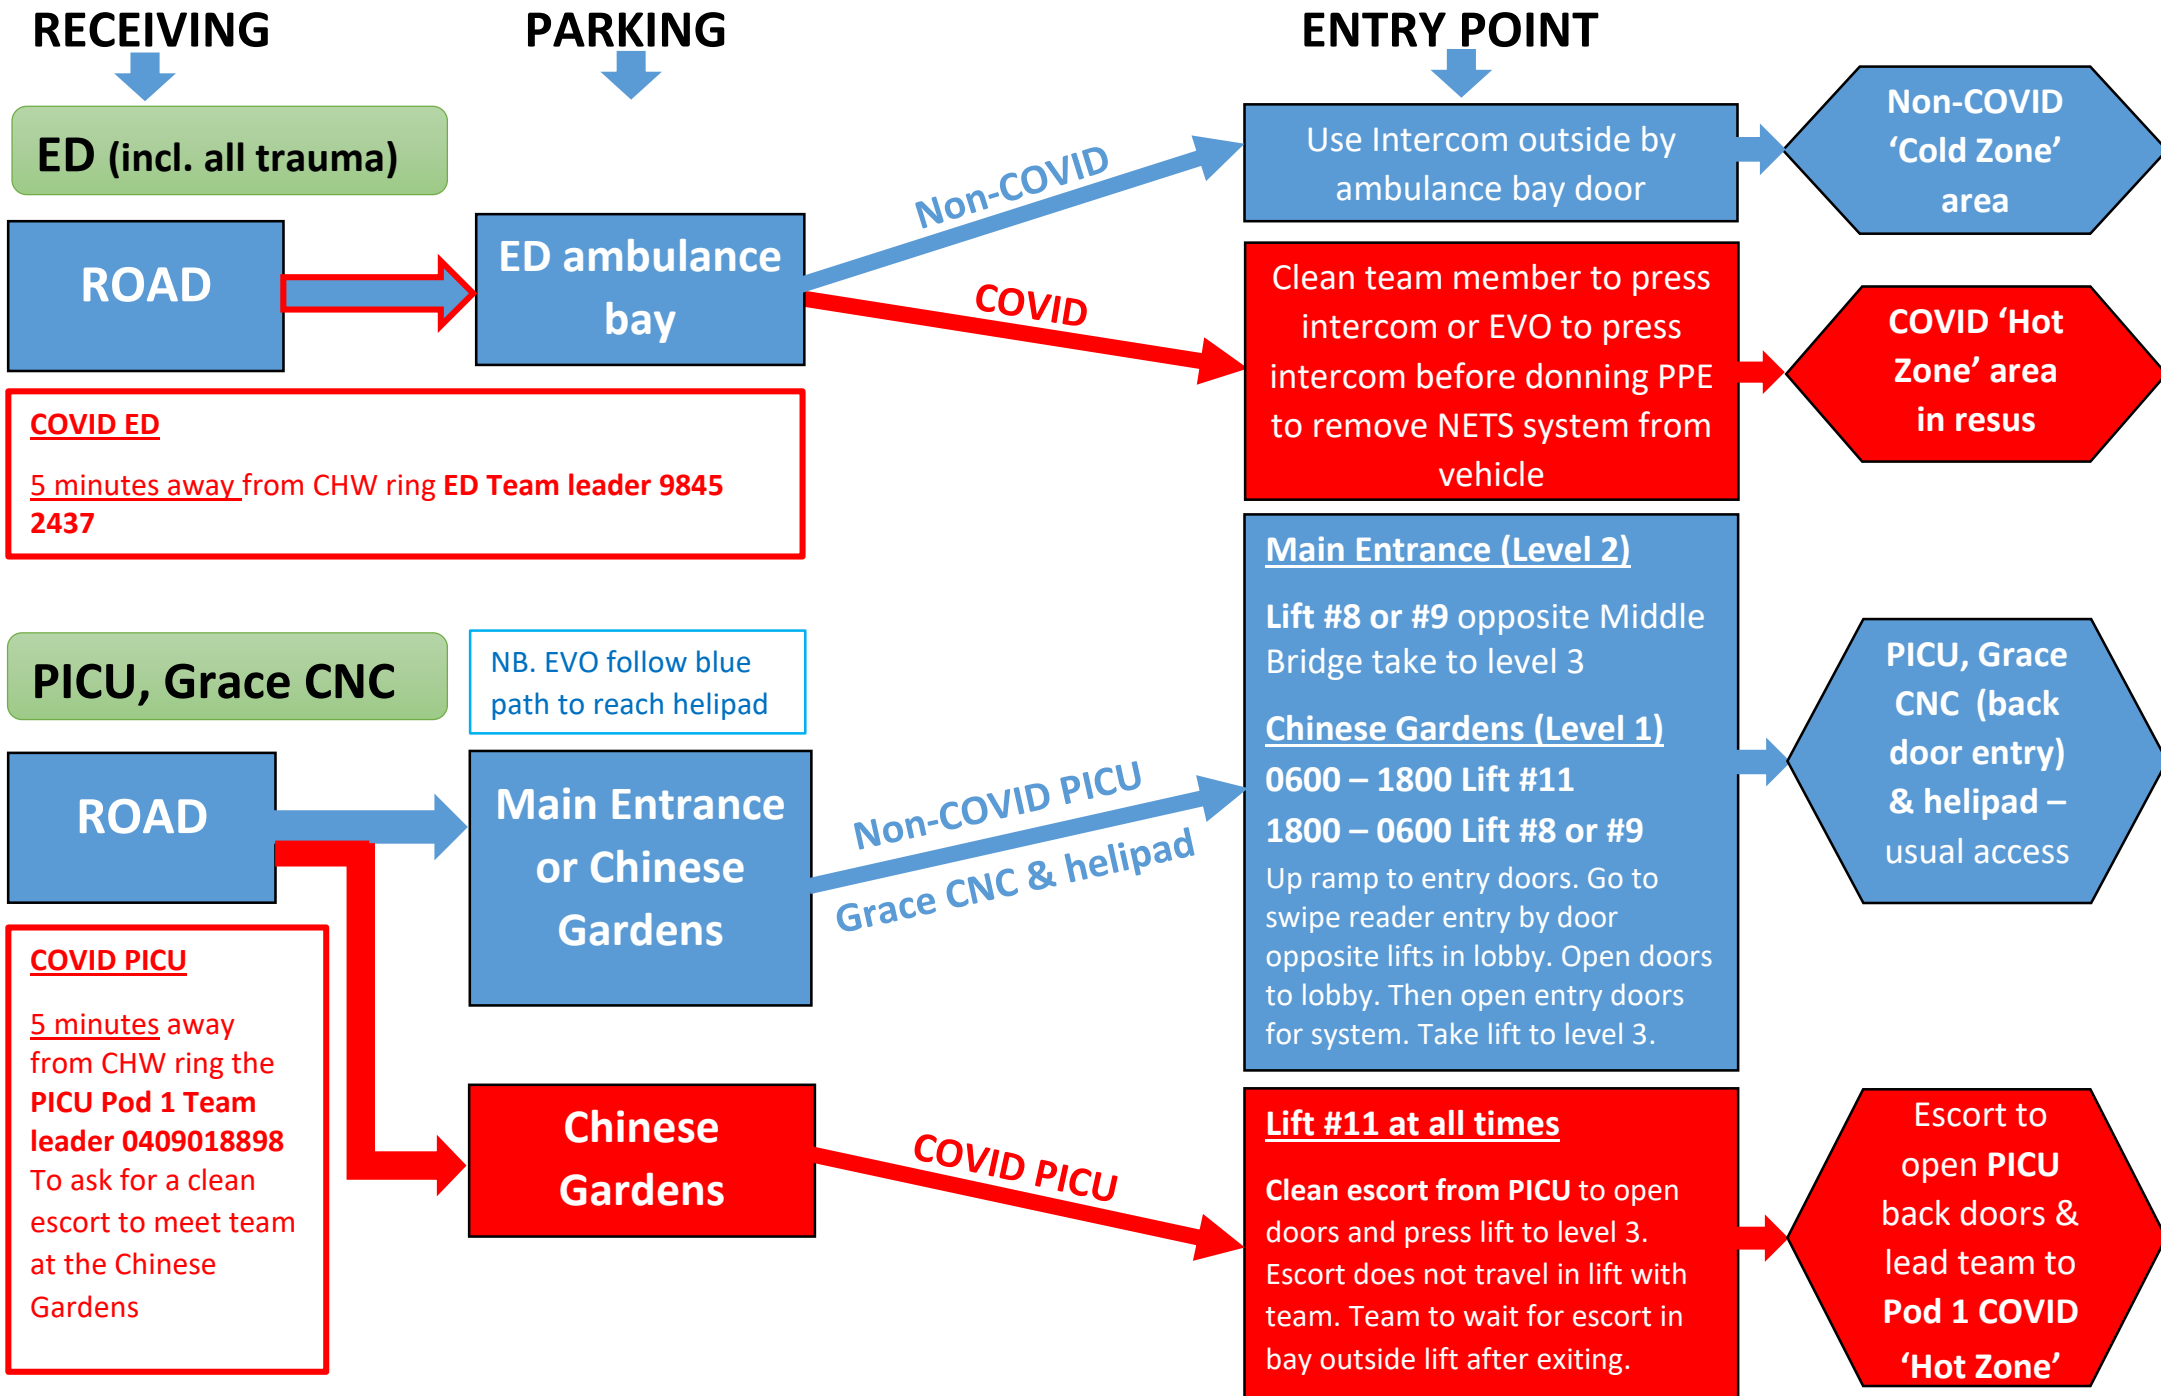 RECEIVING
PARKING
ENTRY POINT
ED (incl. all trauma)
ROAD
ED ambulance
bay
Non-COVID
COVID
Use Intercom outside by
ambulance bay door
Non-COVID
‘Cold Zone’
area
Clean team member to press
intercom or EVO to press
intercom before donning PPE
to remove NETS system from
vehicle
COVID ‘Hot
Zone’ area
in resus
COVID ED
5 minutes away from CHW ring ED Team leader 9845
2437
PICU, Grace CNC
NB. EVO follow blue
path to reach helipad
ROAD
Main Entrance
or Chinese
Gardens
Non-COVID PICU
Grace CNC & helipad
Main Entrance (Level 2)
Lift #8 or #9 opposite Middle
Bridge take to level 3
Chinese Gardens (Level 1)
0600 – 1800 Lift #11
1800 – 0600 Lift #8 or #9
Up ramp to entry doors. Go to
swipe reader entry by door
opposite lifts in lobby. Open doors
to lobby. Then open entry doors
for system. Take lift to level 3.
PICU, Grace
CNC (back
door entry)
& helipad –
usual access
COVID PICU
5 minutes away
from CHW ring the
PICU Pod 1 Team
leader 0409018898
To ask for a clean
escort to meet team
at the Chinese
Gardens
Chinese
Gardens
COVID PICU
Lift #11 at all times
Clean escort from PICU to open
doors and press lift to level 3.
Escort does not travel in lift with
team. Team to wait for escort in
bay outside lift after exiting.
Escort to
open PICU
back doors &
lead team to
Pod 1 COVID
‘Hot Zone’